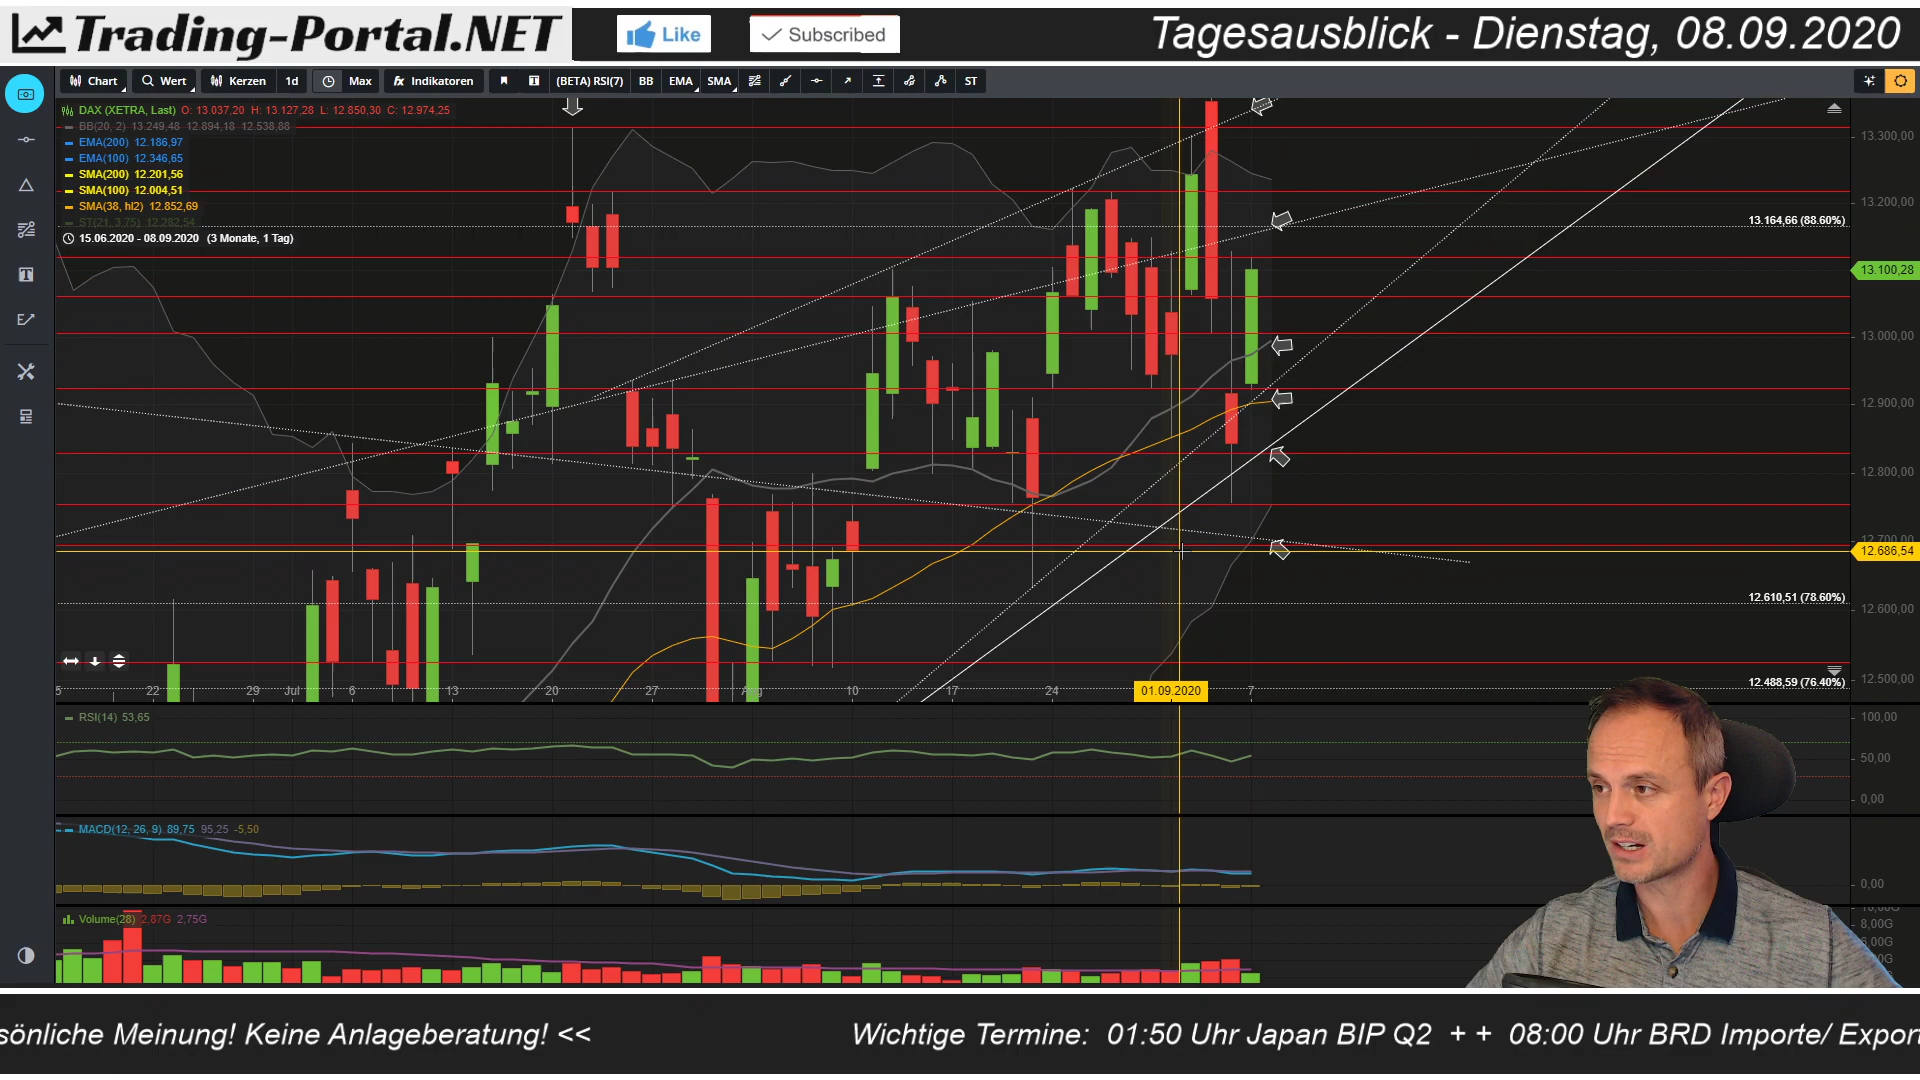 Trading-Portal.NET
Like
Subscribed
Tagesausblick - Dienstag, 08.09.2020
Chart
Wert
Kerzen
1d
Max
fx Indikatoren
(BETA) RSI(7)
BB
EMA
SMA
ST
DAX (XETRA, Last) O: 13.037,20 H: 13.127,28 L: 12.850,30 C: 12.974,25
BB(20, 2) 13.249,48 12.894,18 12.538,88
EMA(200) 12.186,97
EMA(100) 12.346,65
SMA(200) 12.201,56
SMA(100) 12.004,51
SMA(38, hl2) 12.852,69
ST(21, 3.75) 12.282,54
15.06.2020 - 08.09.2020 (3 Monate, 1 Tag)
13.300,00
13.200,00
13.164,66 (88.60%)
13.100,28
13.000,00
12.900,00
12.800,00
12.700,00
12.686,54
12.610,51 (78.60%)
12.600,00
12.488,59 (76.40%)
12.500,00
5 22 29 Jul 6 13 20 27 Aug 10 17 24 01.09.2020 7
RSI(14) 53,65
100,00
50,00
0,00
MACD(12, 26, 9) 89,75 95,25 -5,50
0,00
Volume(28) 2,87G 2,75G
8,00G
6,00G
sönliche Meinung! Keine Anlageberatung! <<
Wichtige Termine: 01:50 Uhr Japan BIP Q2 + + 08:00 Uhr BRD Importe/ Expor